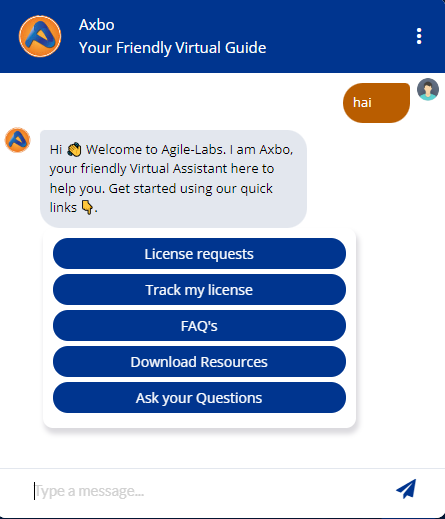 Axbo
Your Friendly Virtual Guide
hai
Hi 👏 Welcome to Agile-Labs. I am Axbo,
your friendly Virtual Assistant here to
help you. Get started using our quick
links 👇.
License requests
Track my license
FAQ's
Download Resources
Ask your Questions
Type a message...